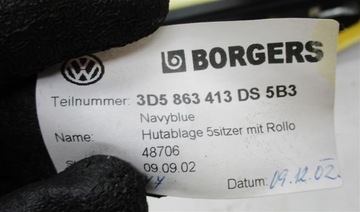 BORGERS
Teilnummer: 3D5 863 413 DS 5B3
Navyblue
Name: Hutablage 5sitzer mit Rollo
48706
09.09.02
Datum: 09.12.02.